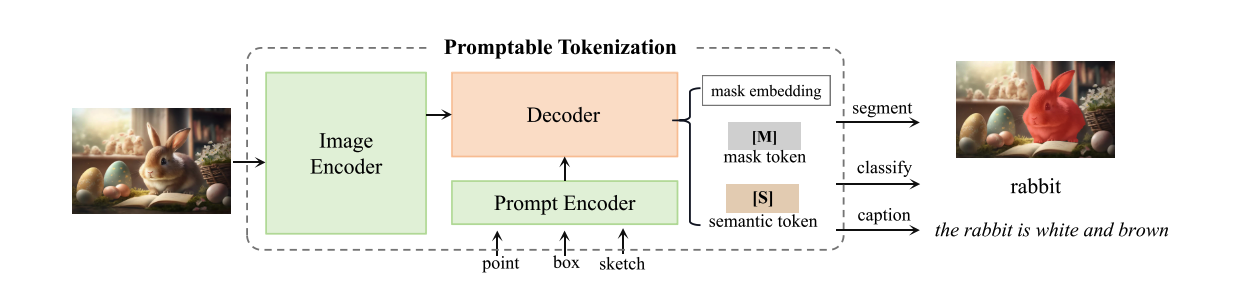 Promptable Tokenization
Image
Encoder
Decoder
Prompt Encoder
point
box
sketch
mask embedding
[M]
mask token
[S]
semantic token
segment
classify
caption
rabbit
the rabbit is white and brown